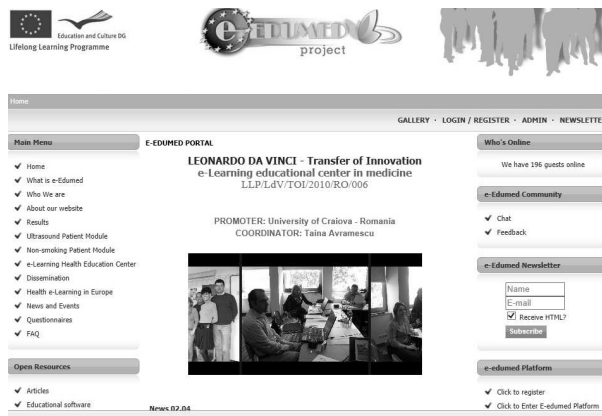 Education and Culture DG
Lifelong Learning Programme
e-EDUMED
project
Home
GALLERY · LOGIN / REGISTER · ADMIN · NEWSLETTE
Main Menu
Home
What is e-Edumed
Who We are
About our website
Results
Ultrasound Patient Module
Non-smoking Patient Module
e-Learning Health Education Center
Dissemination
Health e-Learning in Europe
News and Events
Questionnaires
FAQ
Open Resources
Articles
Educational software
E-EDUMED PORTAL
LEONARDO DA VINCI - Transfer of Innovation
e-Learning educational center in medicine
LLP/LdV/TOI/2010/RO/006
PROMOTER: University of Craiova - Romania
COORDINATOR: Taina Avramescu
News 02.04
Who's Online
We have 196 guests online
e-Edumed Community
Chat
Feedback
e-Edumed Newsletter
Name
E-mail
Receive HTML?
Subscribe
e-edumed Platform
Click to register
Click to Enter E-edumed Platform